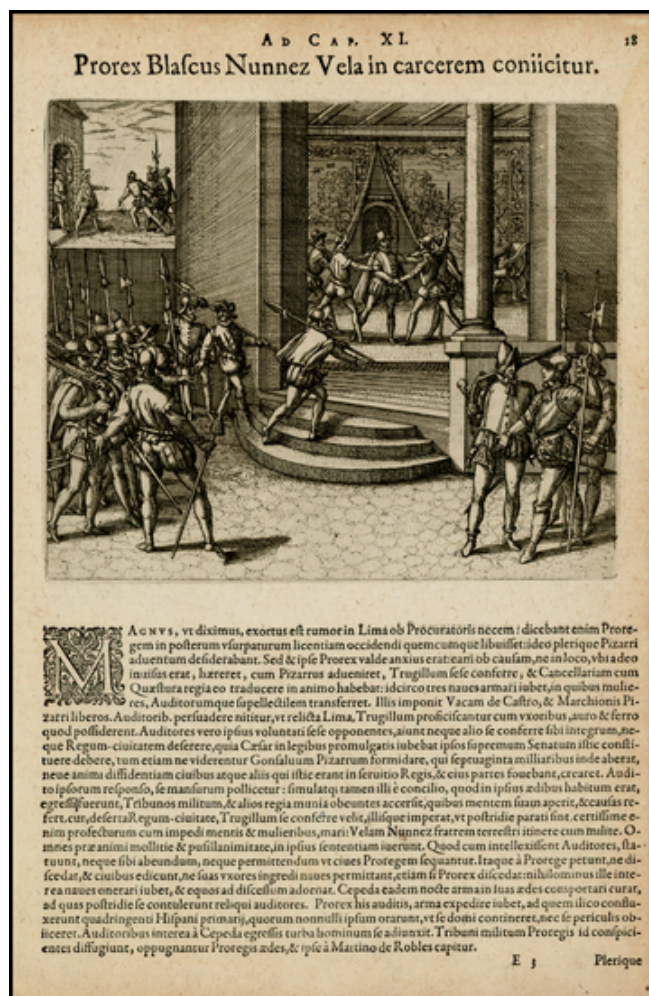 AD CAP. XI.
18
Prorex Blaſcus Nunnez Vela in carcerem coniicitur.
MAGNVS, vt diximus, exortus eſt rumor in Lima ob Procuratoris necem: dicebant enim Prore-
gem in poſterum vſurpaturum licentiam occidendi quemcumque libuiſſet: ideo plerique Pizarri
aduentum deſiderabant. Sed & ipſe Prorex valde anxius erat: eam ob cauſam, ne in loco, vbi adeo
inuiſus erat, hæreret, cum Pizarrus adueniret, Trugillum ſeſe conferre, & Cancellariam cum
Quæſtura regia eo traducere in animo habebat: idcirco tres naues armari iubet, in quibus mulie-
res, Auditorumque ſupellectilem transferret. Illis imponit Vacam de Caſtro, & Marchionis Pi-
zarri liberos. Auditorib. perſuadere nititur, vt relicta Lima, Trugillum proficiſcantur cum vxoribus, auro & ferro
quod poſſiderent. Auditores vero ipſius voluntati ſeſe opponentes, aiunt neque alio ſe conferre ſibi integrum, ne-
que Regum-ciuitatem deſerere, quia Cæſar in legibus promulgatis iubebat ipſos ſupremum Senatum iſtic conſti-
tuere debere, tum etiam ne viderentur Gonſaluum Pizarrum formidare, qui ſeptuaginta milliaribus inde aberat,
neue animi diffidentiam ciuibus atque aliis qui iſtic erant in ſeruitio Regis, & eius partes fouebant, crearet. Audi-
to ipſorum reſponſo, ſe manſurum pollicetur: ſimulatq; tamen illi è concilio, quod in ipſius ædibus habitum erat,
egreſſi fuerunt, Tribunos militum, & alios regia munia obeuntes accerſit, quibus mentem ſuam aperit, & cauſas re-
fert, cur, deſerta Regum-ciuitate, Trugillum ſe conferre velit, illiſque imperat, vt poſtridie parati ſint, certiſſime e-
nim profecturum cum impedimentis & mulieribus, mari: Velam Nunnez fratrem terreſtri itinere cum milite. O-
mnes præ animi mollitie & puſillanimitate, in ipſius ſententiam iuerunt. Quod cum intellexiſſent Auditores, ſta-
tuunt, neque ſibi abeundum, neque permittendum vt ciues Proregem ſequantur. Itaque à Prorege petunt, ne di-
ſcedat, & ciuibus edicunt, ne ſuas vxores ingredi naues permittant, etiam ſi Prorex diſcedat: nihilominus ille inte-
rea naues onerari iubet, & equos ad diſceſſum adornat. Cepeda eadem nocte arma in ſuas ædes comportari curat,
ad quas poſtridie ſe contulerunt reliqui auditores. Prorex his auditis, arma expedire iubet, ad quem ilico conflu-
xerunt quadringenti Hiſpani primarij, quorum nonnulli ipſum orarunt, vt ſe domi contineret, nec ſe periculis ob-
iiceret. Auditoribus interea à Cepeda egreſſis turba hominum ſe adiunxit. Tribuni militum Proregis id conſpici-
entes diffugiunt, oppugnantur Proregis ædes, & ipſe à Martino de Robles capitur.
E 3
Plerique